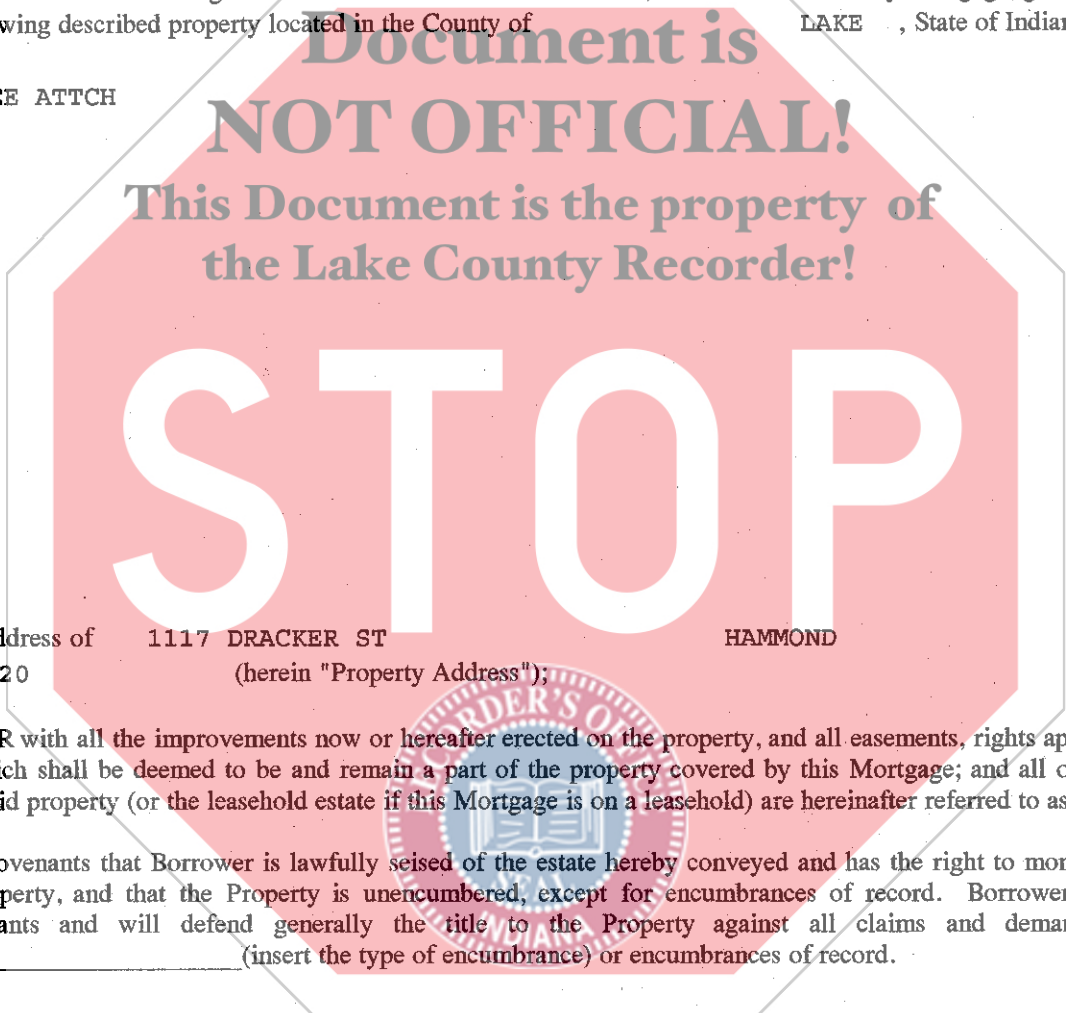 wing described property located in the County of LAKE , State of Indian
E ATTCH
Document is
NOT OFFICIAL!
This Document is the property of
the Lake County Recorder!
STOP
ddress of 1117 DRACKER ST HAMMOND
20 (herein "Property Address");
RECORDER'S OFFICE
R with all the improvements now or hereafter erected on the property, and all easements, rights ap
ch shall be deemed to be and remain a part of the property covered by this Mortgage; and all o
id property (or the leasehold estate if this Mortgage is on a leasehold) are hereinafter referred to as
SEAL
INDIANA
ovenants that Borrower is lawfully seised of the estate hereby conveyed and has the right to mor
perty, and that the Property is unencumbered, except for encumbrances of record. Borrower
ants and will defend generally the title to the Property against all claims and deman
(insert the type of encumbrance) or encumbrances of record.